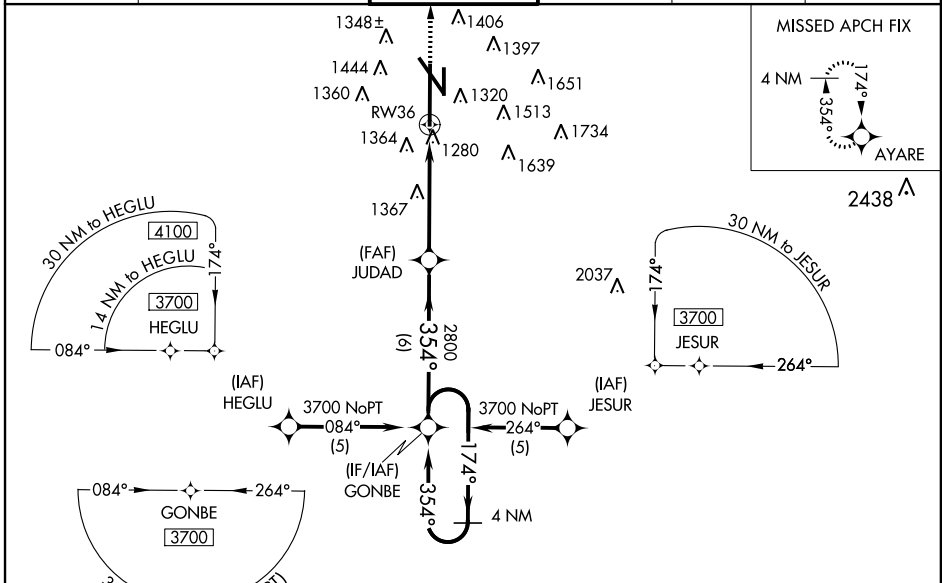 1348±
1406
1397
1444
1651
1360
1320
RW36
1513
1734
1364
1280
1639
1367
MISSED APCH FIX
4 NM
174°
354°
AYARE
2438
30 NM to HEGLU
4100
174°
14 NM to HEGLU
3700
HEGLU
084°
(FAF)
JUDAD
2037
30 NM to JESUR
174°
3700
JESUR
264°
354°
(6)
2800
(IAF)
HEGLU
3700 NoPT
084°
(5)
3700 NoPT
264°
(5)
(IAF)
JESUR
(IF/IAF)
GONBE
174°
354°
4 NM
084°
264°
GONBE
3700